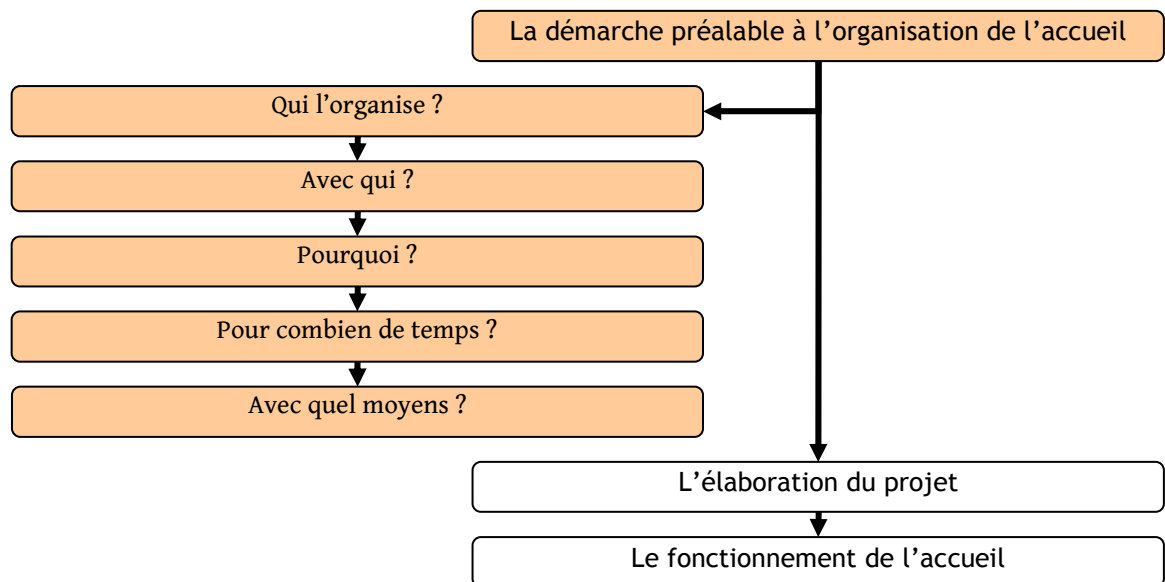 La démarche préalable à l’organisation de l’accueil
Qui l’organise ?
Avec qui ?
Pourquoi ?
Pour combien de temps ?
Avec quel moyens ?
L’élaboration du projet
Le fonctionnement de l’accueil